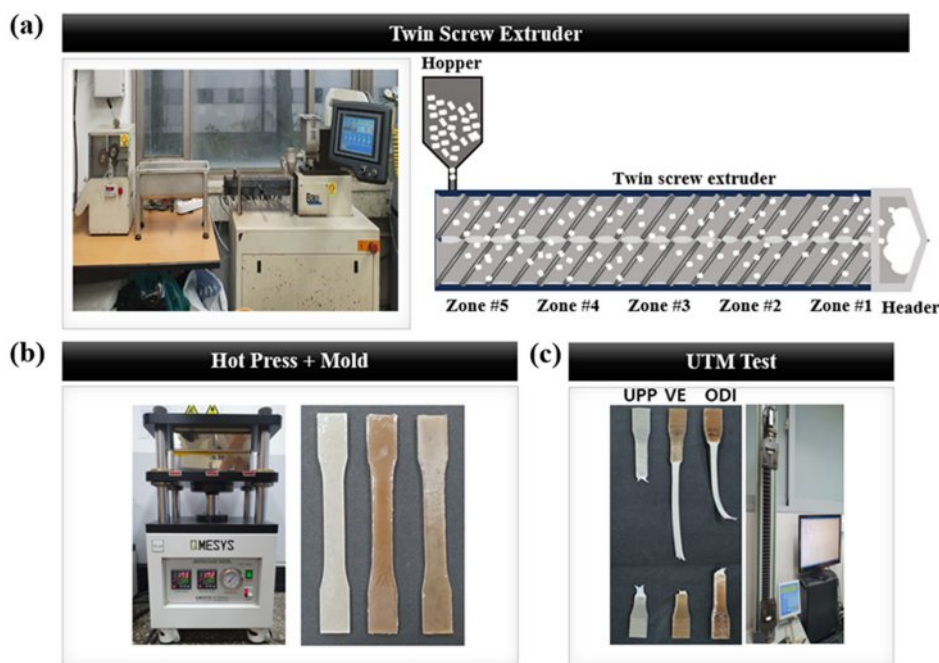 (a)
Twin Screw Extruder
Hopper
Twin screw extruder
Zone #5 Zone #4 Zone #3 Zone #2 Zone #1 Header
(b)
Hot Press + Mold
MESYS
(c)
UTM Test
UPP VE ODI